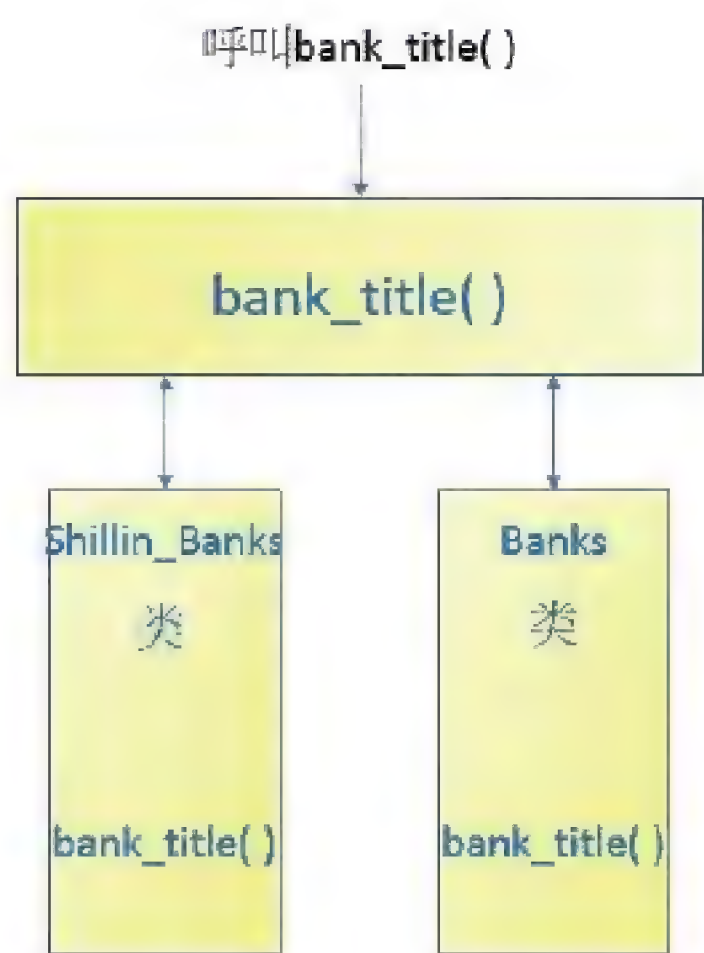 呼叫bank_title( )
bank_title( )
Shillin_Banks
类
bank_title( )
Banks
类
bank_title( )